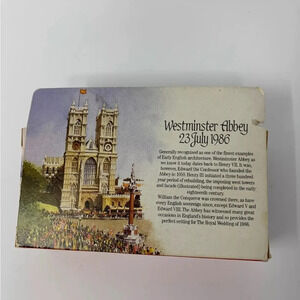 Westminster Abbey
23 July 1986
Generally recognized as one of the finest examples
of Early English architecture, Westminster Abbey as
we know it today dates back to Henry VII. It was,
however, Edward the Confessor who founded the
Abbey in 1050. Henry III initiated a three hundred
year period of rebuilding, the imposing west towers
and facade (illustrated) being completed in the early
eighteenth century.
William the Conqueror was crowned there, as have
every English sovereign since, except Edward V and
Edward VIII. The Abbey has witnessed many great
occasions in England's history and so provides the
perfect setting for The Royal Wedding of 1986.